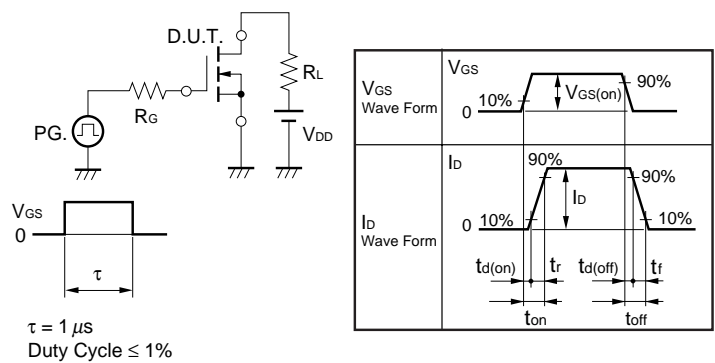 D.U.T.
RL
RG
PG.
VDD
VGS
0
τ
τ = 1 μs
Duty Cycle ≤ 1%
VGS
Wave Form
VGS
0
10%
VGS(on)
90%
ID
Wave Form
ID
90%
90%
0
10%
ID
10%
td(on)
tr
td(off)
tf
ton
toff